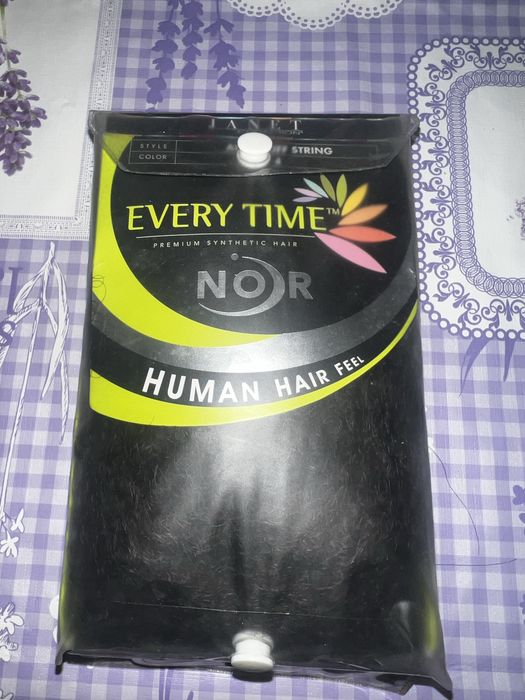 JANET
STYLE
COLOR
STRING
EVERY TIME™
PREMIUM SYNTHETIC HAIR
NOIR
HUMAN HAIR FEEL